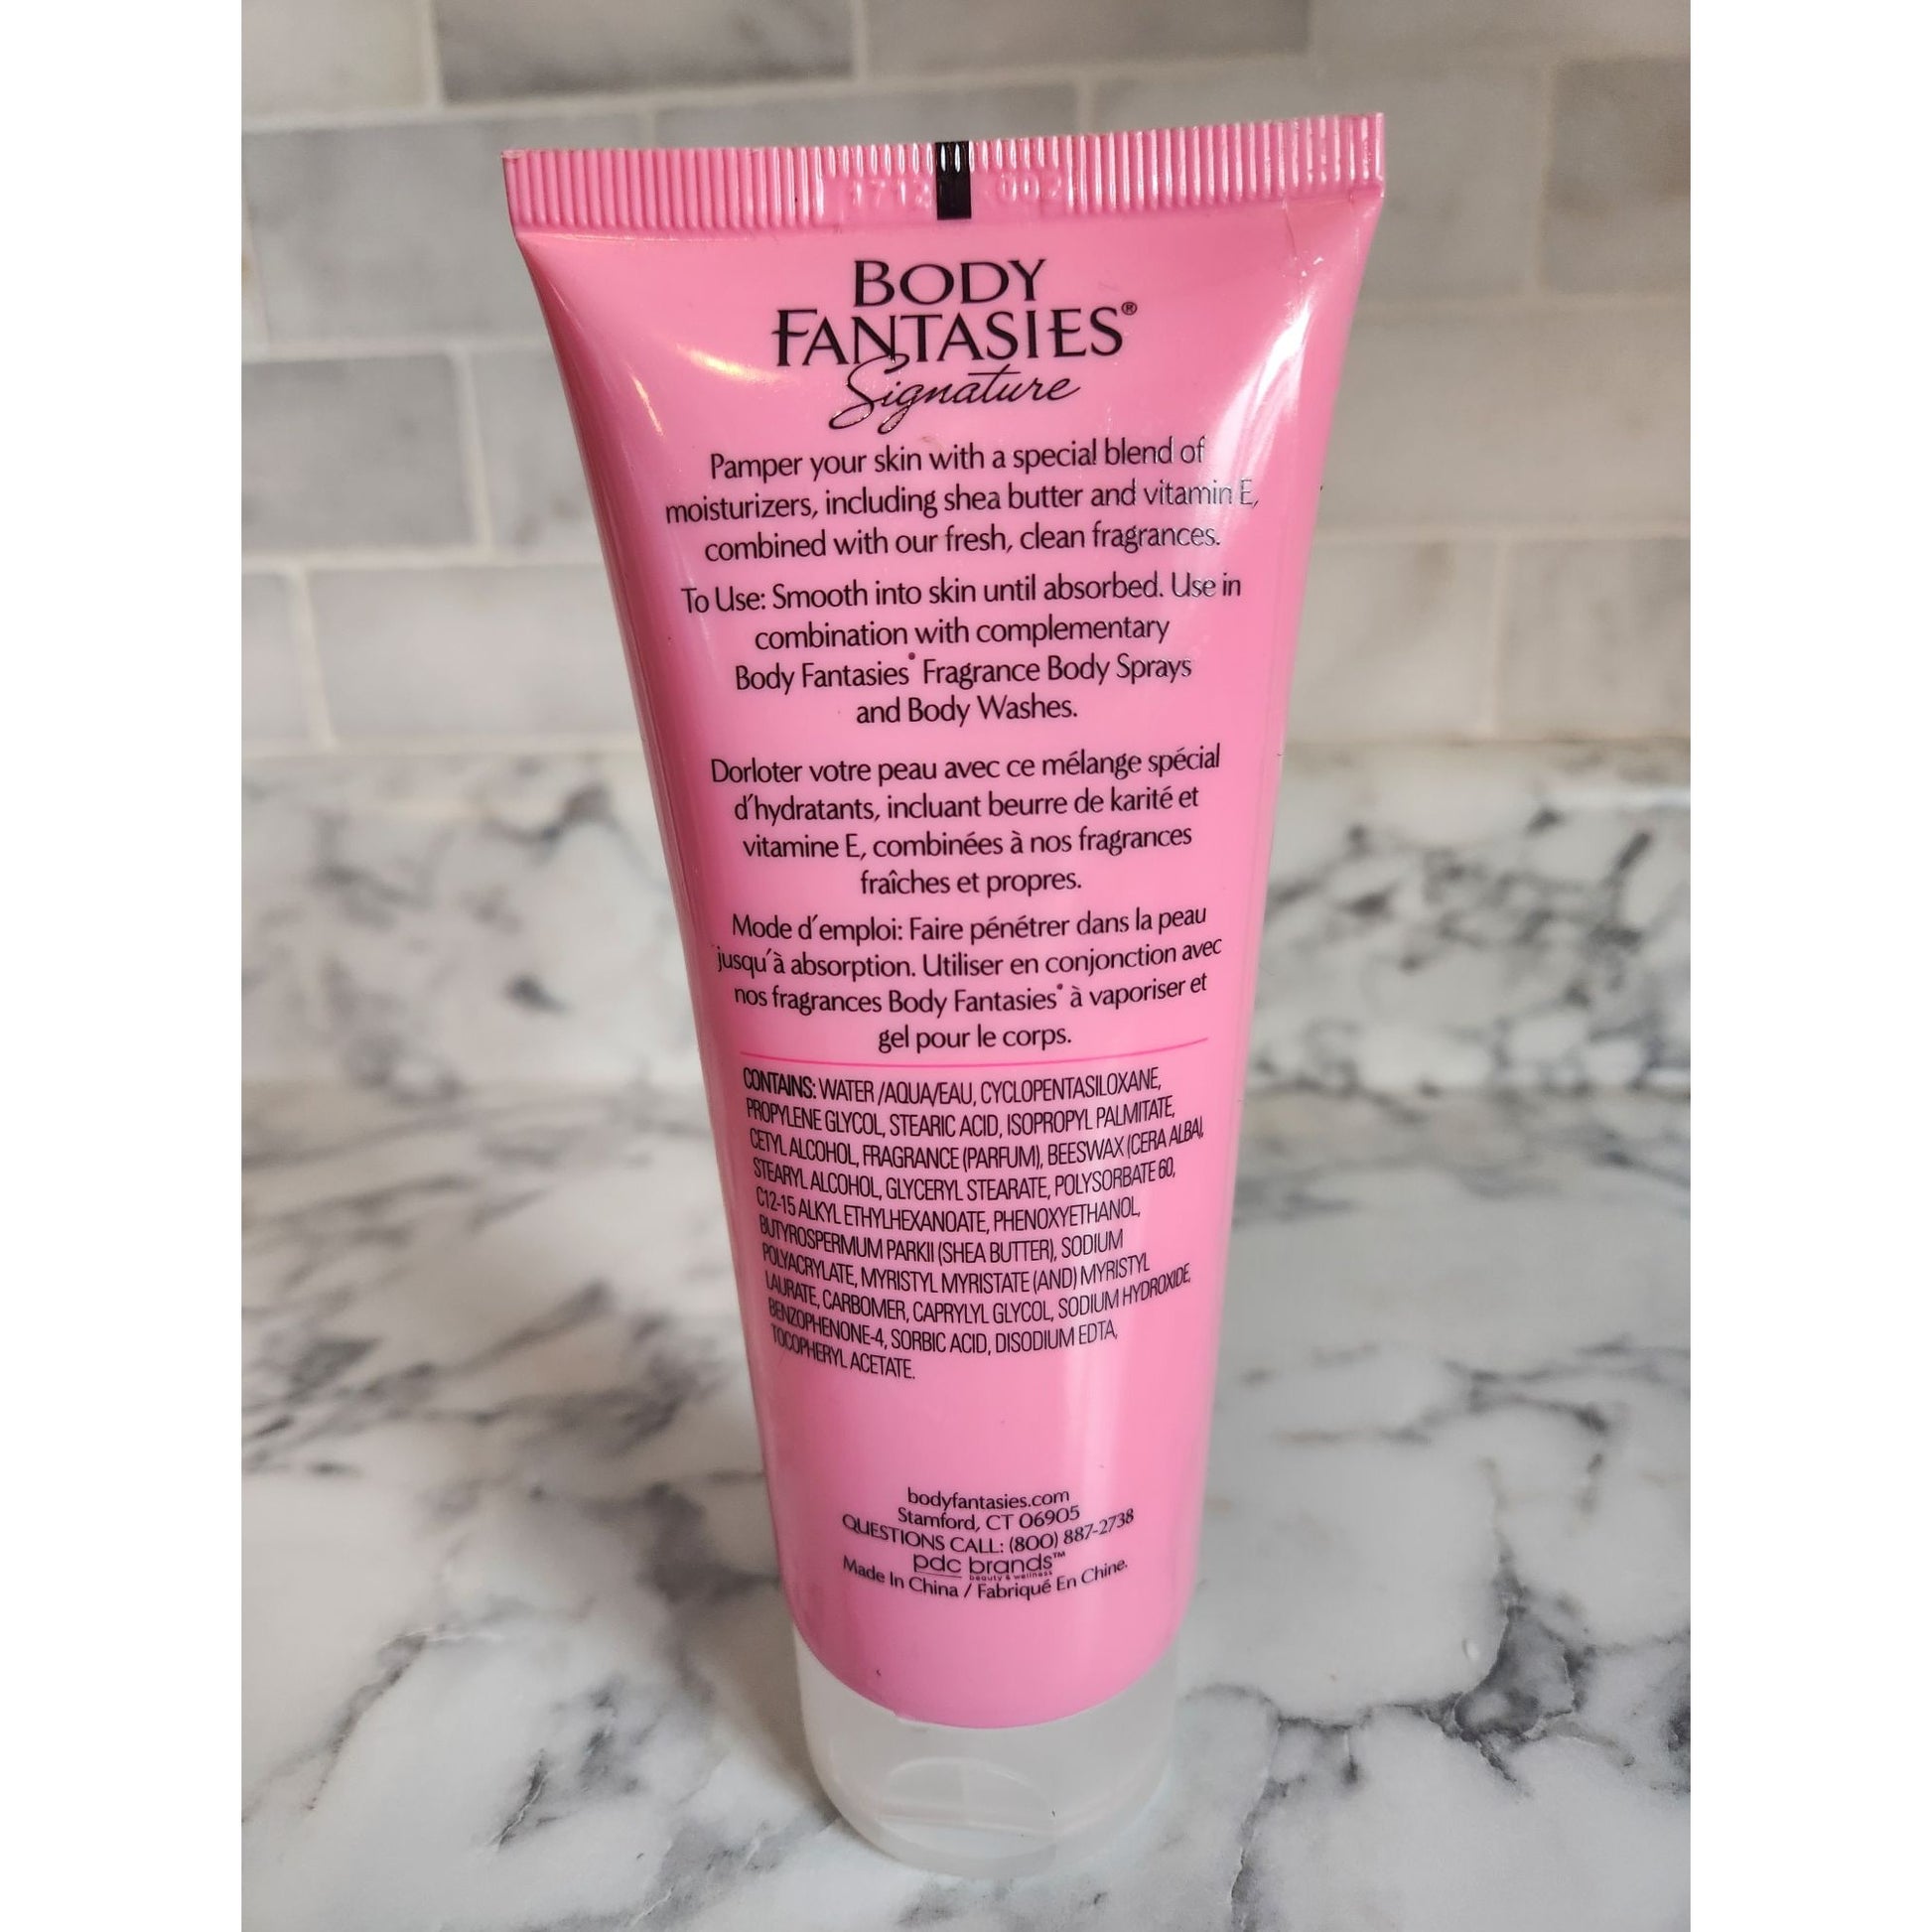 BODY
FANTASIES®
Signature
Pamper your skin with a special blend of
moisturizers, including shea butter and vitamin E,
combined with our fresh, clean fragrances.
To Use: Smooth into skin until absorbed. Use in
combination with complementary
Body Fantasies® Fragrance Body Sprays
and Body Washes.
Dorloter votre peau avec ce mélange spécial
d'hydratants, incluant beurre de karité et
vitamine E, combinées à nos fragrances
fraîches et propres.
Mode d'emploi: Faire pénétrer dans la peau
jusqu'à absorption. Utiliser en conjonction avec
nos fragrances Body Fantasies® à vaporiser et
gel pour le corps.
CONTAINS: WATER /AQUA/EAU, CYCLOPENTASILOXANE,
PROPYLENE GLYCOL, STEARIC ACID, ISOPROPYL PALMITATE,
CETYL ALCOHOL, FRAGRANCE (PARFUM), BEESWAX (CERA ALBA),
STEARYL ALCOHOL, GLYCERYL STEARATE, POLYSORBATE 60,
C12-15 ALKYL ETHYLHEXANOATE, PHENOXYETHANOL,
BUTYROSPERMUM PARKII (SHEA BUTTER), SODIUM
POLYACRYLATE, MYRISTYL MYRISTATE (AND) MYRISTYL
LAURATE, CARBOMER, CAPRYLYL GLYCOL, SODIUM HYDROXIDE,
BENZOPHENONE-4, SORBIC ACID, DISODIUM EDTA,
TOCOPHERYL ACETATE.
bodyfantasies.com
Stamford, CT 06905
QUESTIONS CALL: (800) 887-2738
pdc brands™
beauty & wellness
Made In China / Fabriqué En Chine.